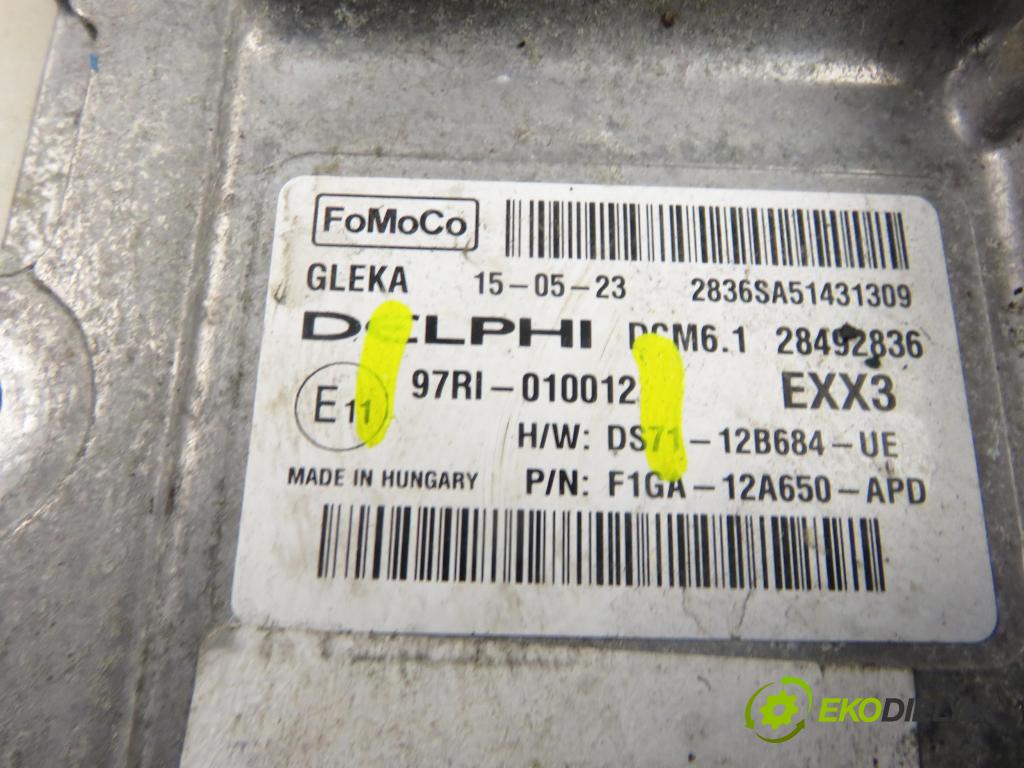 FoMoCo
GLEKA 15-05-23 2836SA51431309
DELPHI DCM6.1 28492836
E11 97RI-010012 EXX3
H/W: DS71-12B684-UE
MADE IN HUNGARY P/N: F1GA-12A650-APD